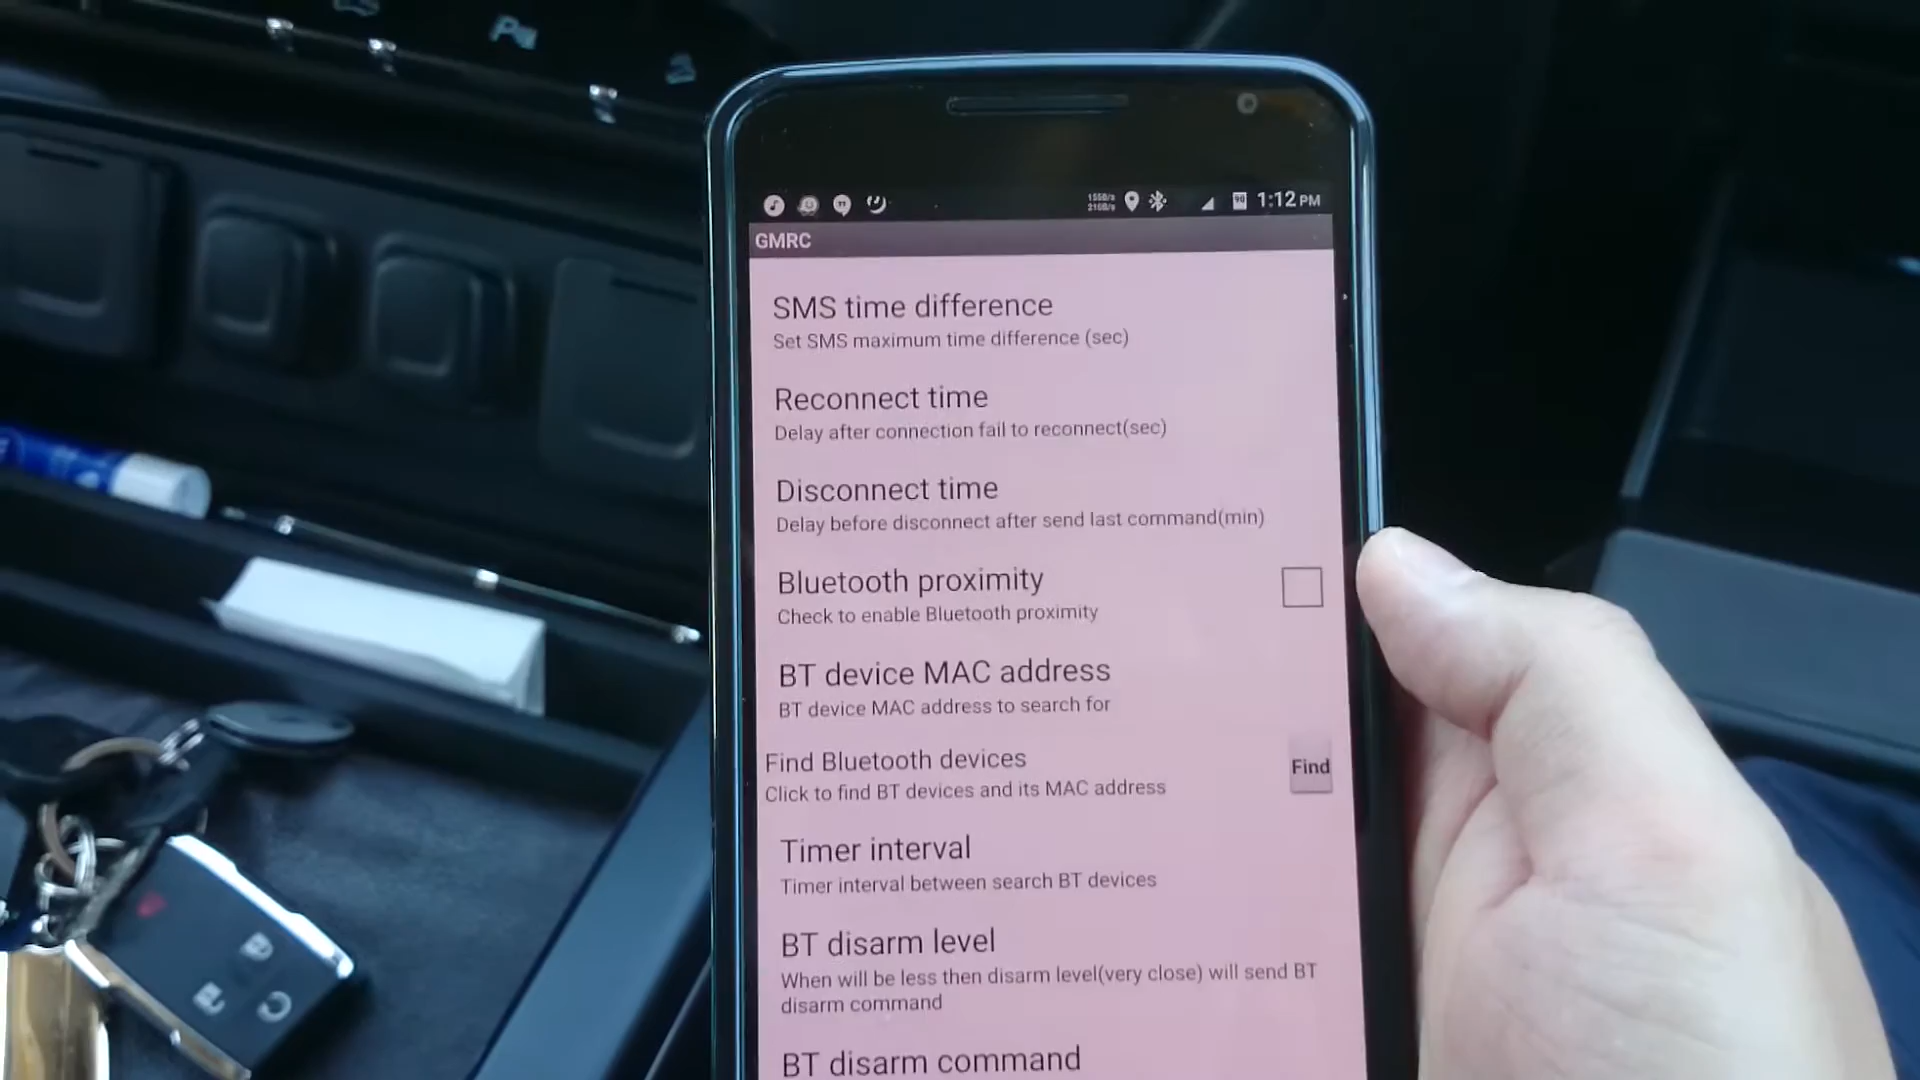 1:12 PM
GMRC
SMS time difference
Set SMS maximum time difference (sec)
Reconnect time
Delay after connection fail to reconnect(sec)
Disconnect time
Delay before disconnect after send last command(min)
Bluetooth proximity
Check to enable Bluetooth proximity
BT device MAC address
BT device MAC address to search for
Find Bluetooth devices
Click to find BT devices and its MAC address
Find
Timer interval
Timer interval between search BT devices
BT disarm level
When will be less then disarm level(very close) will send BT
disarm command
BT disarm command